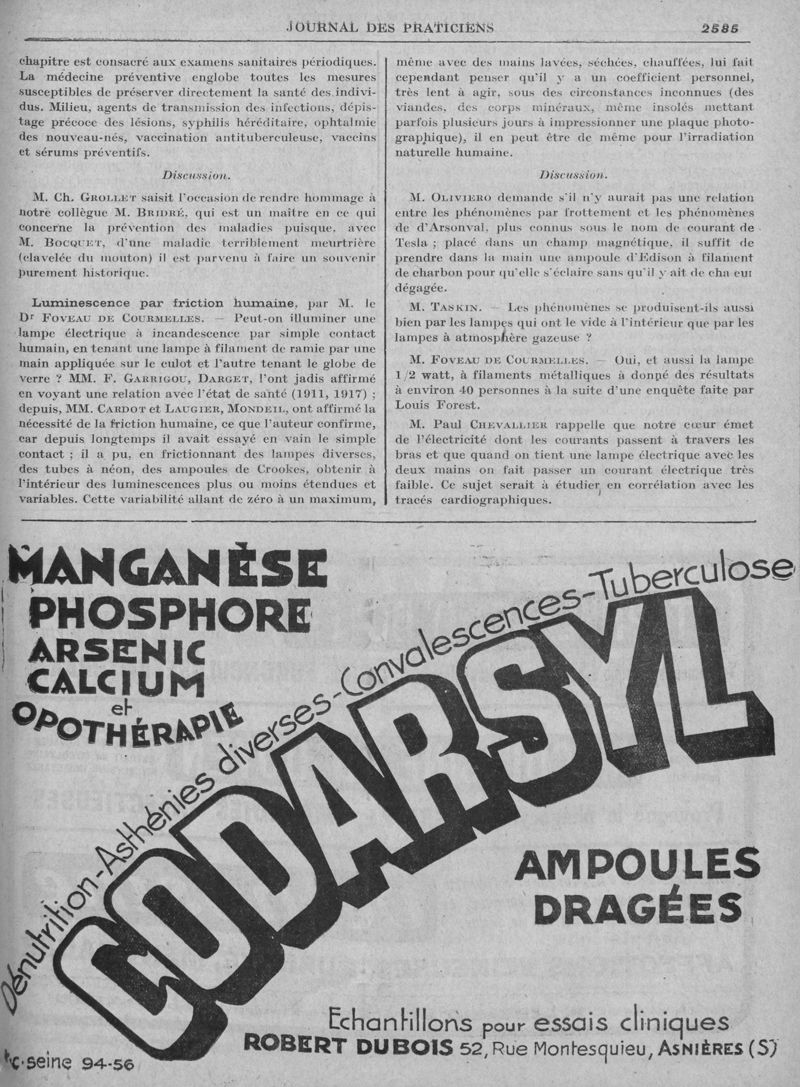 JOURNAL DES PRATICIENS
2585
chapitre est consacré aux examens sanitaires périodiques.
La médecine préventive englobe toutes les mesures
susceptibles de préserver directement la santé des indivi-
dus. Milieu, agents de transmission des infections, dépis-
tage précoce des lésions, syphilis héréditaire, ophtalmie
des nouveau-nés, vaccination antituberculeuse, vaccins
et sérums préventifs.
Discussion.
M. Ch. GROLLET saisit l'occasion de rendre hommage à
notre collègue M. BRIDRÉ, qui est un maître en ce qui
concerne la prévention des maladies puisque, avec
M. BOCQUET, d'une maladie terriblement meurtrière
(clavelée du mouton) il est parvenu à faire un souvenir
purement historique.
Luminescence par friction humaine, par M. le
Dr FOVEAU DE COURMELLES. — Peut-on illuminer une
lampe électrique à incandescence par simple contact
humain, en tenant une lampe à filament de ramie par une
main appliquée sur le culot et l'autre tenant le globe de
verre ? MM. F. GARRIGOU, DARGET, l'ont jadis affirmé
en voyant une relation avec l'état de santé (1911, 1917) ;
depuis, MM. CARDOT et LAUGIER, MONDEIL, ont affirmé la
nécessité de la friction humaine, ce que l'auteur confirme,
car depuis longtemps il avait essayé en vain le simple
contact ; il a pu, en frictionnant des lampes diverses,
des tubes à néon, des ampoules de Crookes, obtenir à
l'intérieur des luminescences plus ou moins étendues et
variables. Cette variabilité allant de zéro à un maximum,
même avec des mains lavées, séchées, chauffées, lui fait
cependant penser qu'il y a un coefficient personnel,
très lent à agir, sous des circonstances inconnues (des
viandes, des corps minéraux, même insolés mettant
parfois plusieurs jours à impressionner une plaque photo-
graphique), il en peut être de même pour l'irradiation
naturelle humaine.
Discussion.
M. OLIVIERO demande s'il n'y aurait pas une relation
entre les phénomènes par frottement et les phénomènes
de d'Arsonval, plus connus sous le nom de courant de
Tesla ; placé dans un champ magnétique, il suffit de
prendre dans la main une ampoule d'Edison à filament
de charbon pour qu'elle s'éclaire sans qu'il y ait de cha eur
dégagée.
M. TASKIN. — Les phénomènes se produisent-ils aussi
bien par les lampes qui ont le vide à l'intérieur que par les
lampes à atmosphère gazeuse ?
M. FOVEAU DE COURMELLES. — Oui, et aussi la lampe
1/2 watt, à filaments métalliques a donné des résultats
à environ 40 personnes à la suite d'une enquête faite par
Louis Forest.
M. Paul CHEVALLIER rappelle que notre cœur émet
de l'électricité dont les courants passent à travers les
bras et que quand on tient une lampe électrique avec les
deux mains on fait passer un courant électrique très
faible. Ce sujet serait à étudier en corrélation avec les
tracés cardiographiques.
MANGANÈSE
PHOSPHORE
ARSENIC
CALCIUM
et
OPOTHÉRAPIE
Dénutrition-Asthénies diverses-Convalescences-Tuberculose
CODARSYL
AMPOULES
DRAGÉES
Echantillons pour essais cliniques
ROBERT DUBOIS 52, Rue Montesquieu, ASNIÈRES (S)
R.C. Seine 94-56